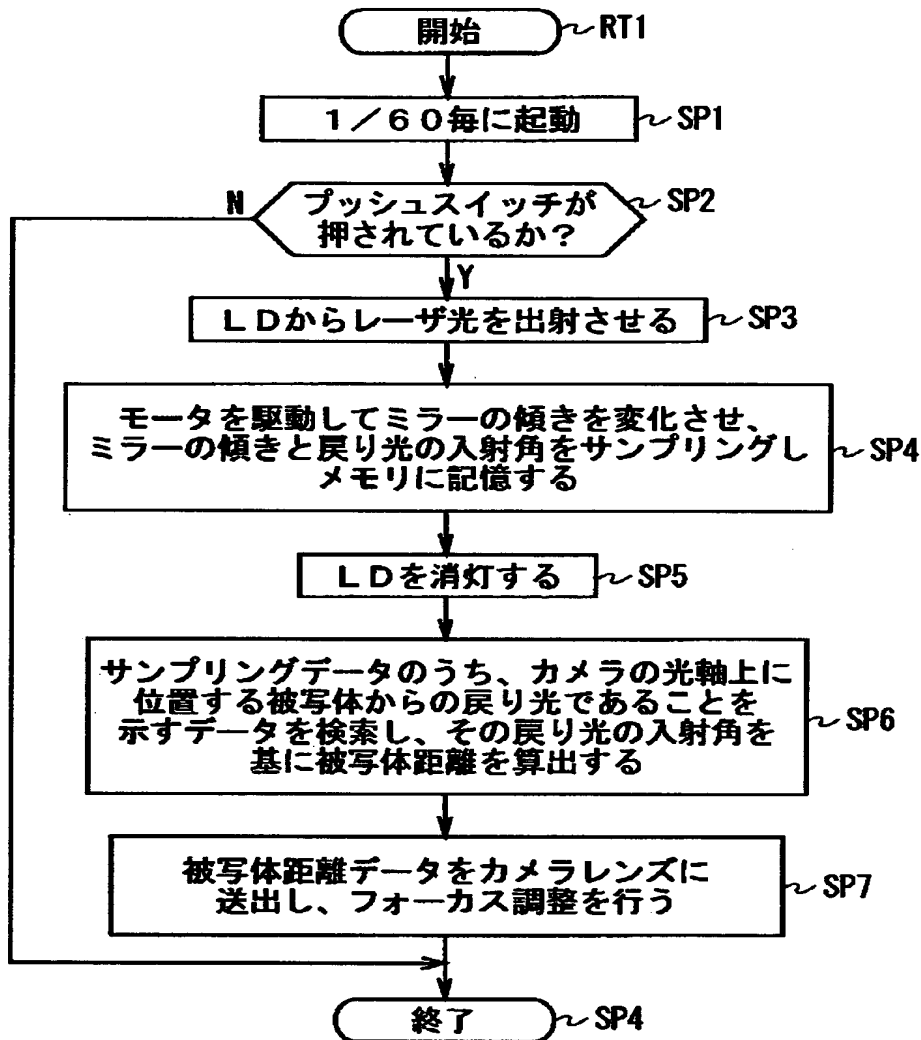 開始 RT1
1/60毎に起動 SP1
N プッシュスイッチが SP2
押されているか?
Y
LDからレーザ光を出射させる SP3
モータを駆動してミラーの傾きを変化させ、
ミラーの傾きと戻り光の入射角をサンプリングし SP4
メモリに記憶する
LDを消灯する SP5
サンプリングデータのうち、カメラの光軸上に
位置する被写体からの戻り光であることを
示すデータを検索し、その戻り光の入射角を SP6
基に被写体距離を算出する
被写体距離データをカメラレンズに SP7
送出し、フォーカス調整を行う
終了 SP4